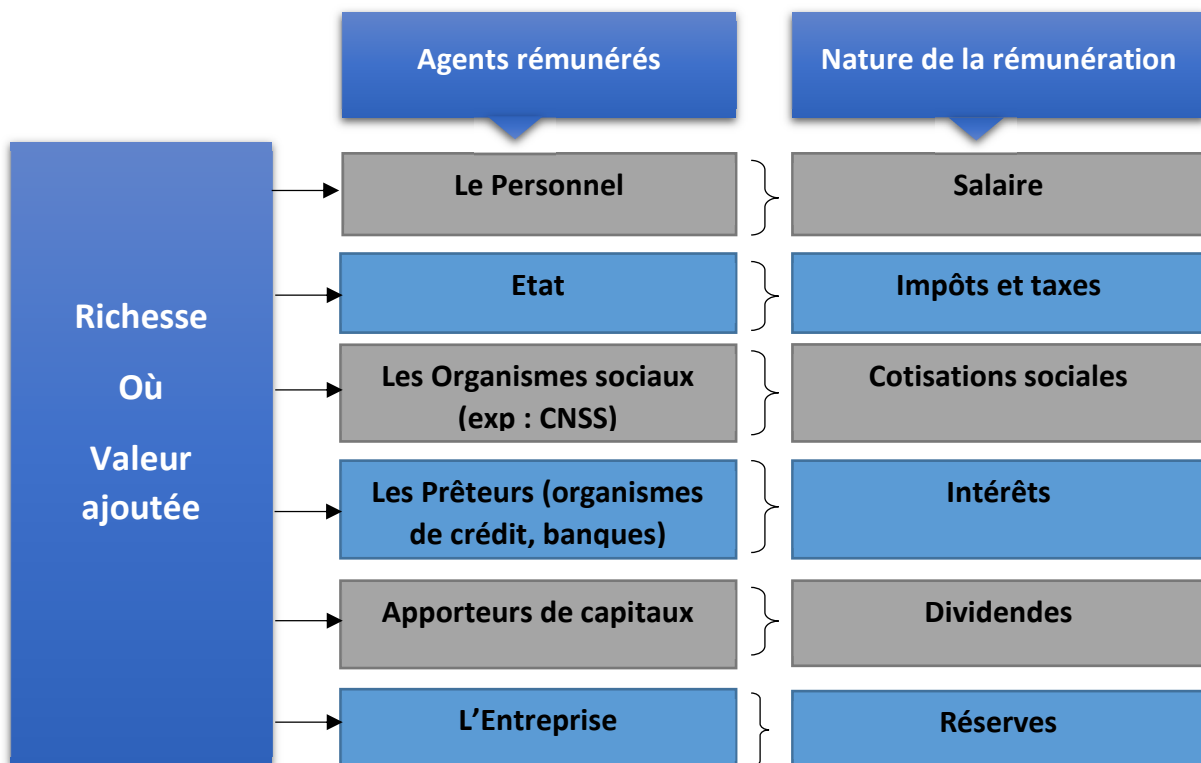 Agents rémunérés
Nature de la rémunération
Richesse
Où
Valeur
ajoutée
Le Personnel
Salaire
Etat
Impôts et taxes
Les Organismes sociaux
(exp : CNSS)
Cotisations sociales
Les Prêteurs (organismes
de crédit, banques)
Intérêts
Apporteurs de capitaux
Dividendes
L’Entreprise
Réserves